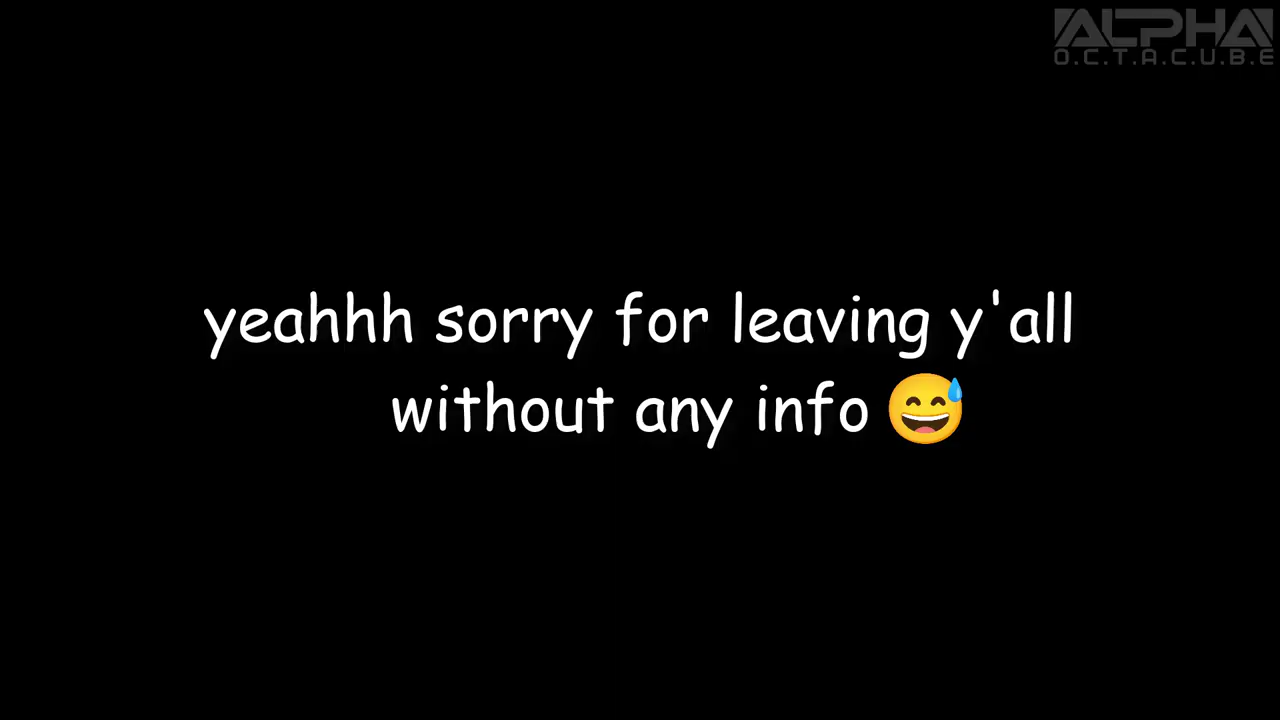 ALPHA
O.C.T.A.C.U.B.E
yeahhh sorry for leaving y'all
without any info 😅